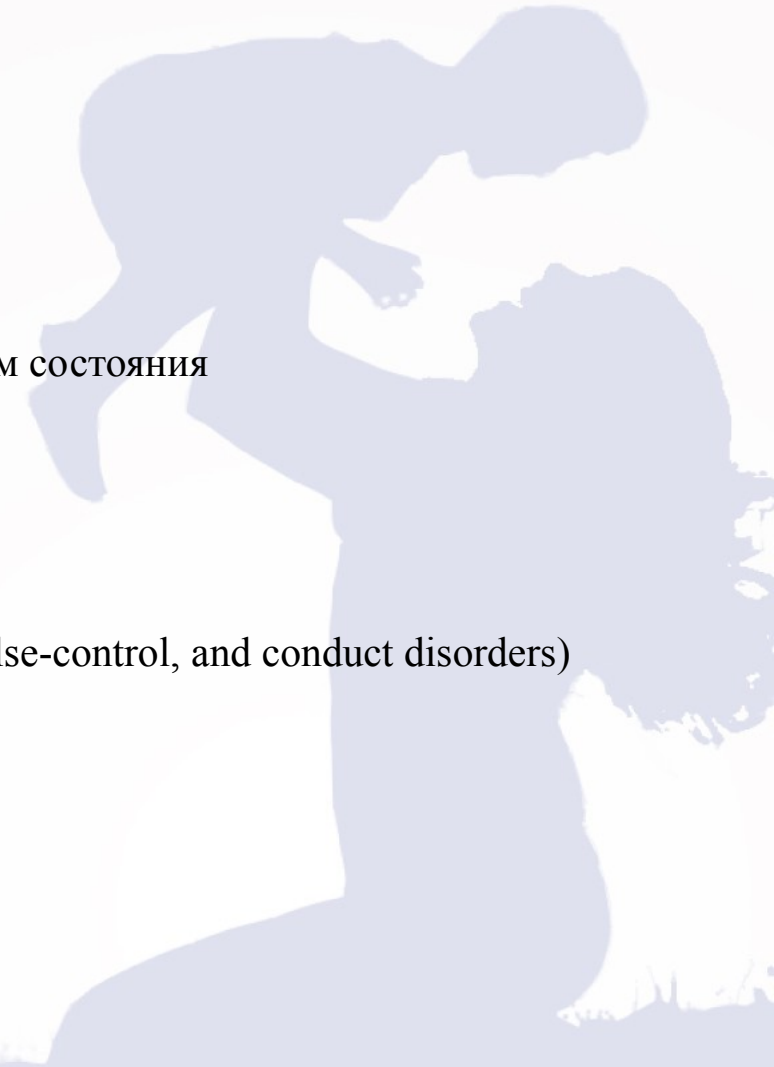 м состояния
lse-control, and conduct disorders)